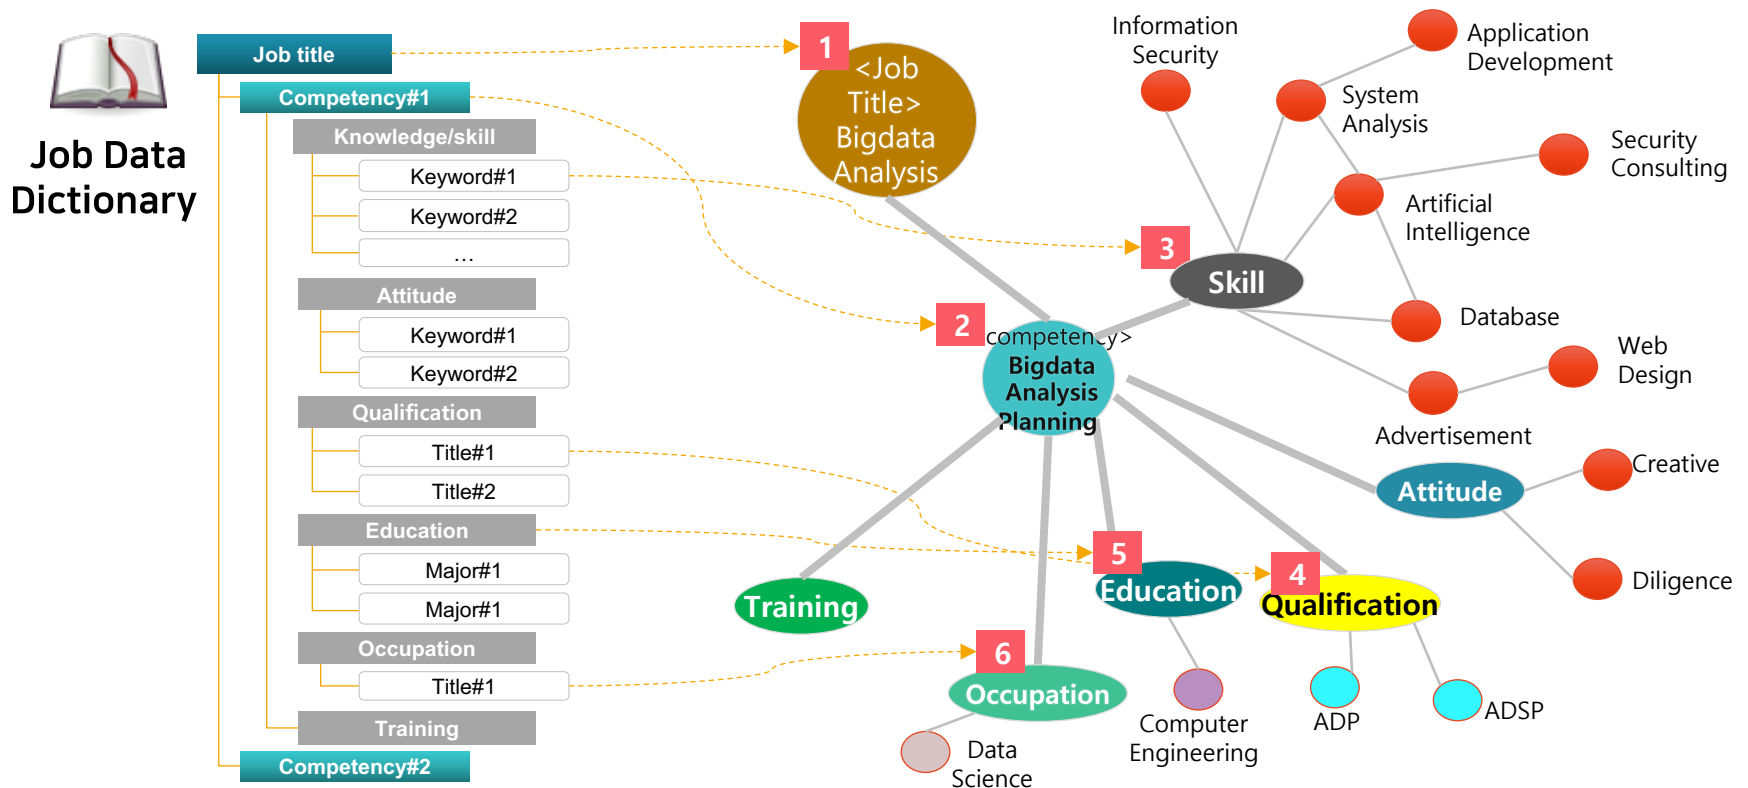 Job Data
Dictionary
Job title
Competency#1
Knowledge/skill
Keyword#1
Keyword#2
...
Attitude
Keyword#1
Keyword#2
Qualification
Title#1
Title#2
Education
Major#1
Major#1
Occupation
Title#1
Training
Competency#2
1
<Job
Title>
Bigdata
Analysis
2
competency>
Bigdata
Analysis
Planning
3
Skill
Information
Security
Application
Development
System
Analysis
Security
Consulting
Artificial
Intelligence
Database
Web
Design
Advertisement
Attitude
Creative
Diligence
4
Qualification
ADP
ADSP
5
Education
Computer
Engineering
6
Occupation
Data
Science
Training